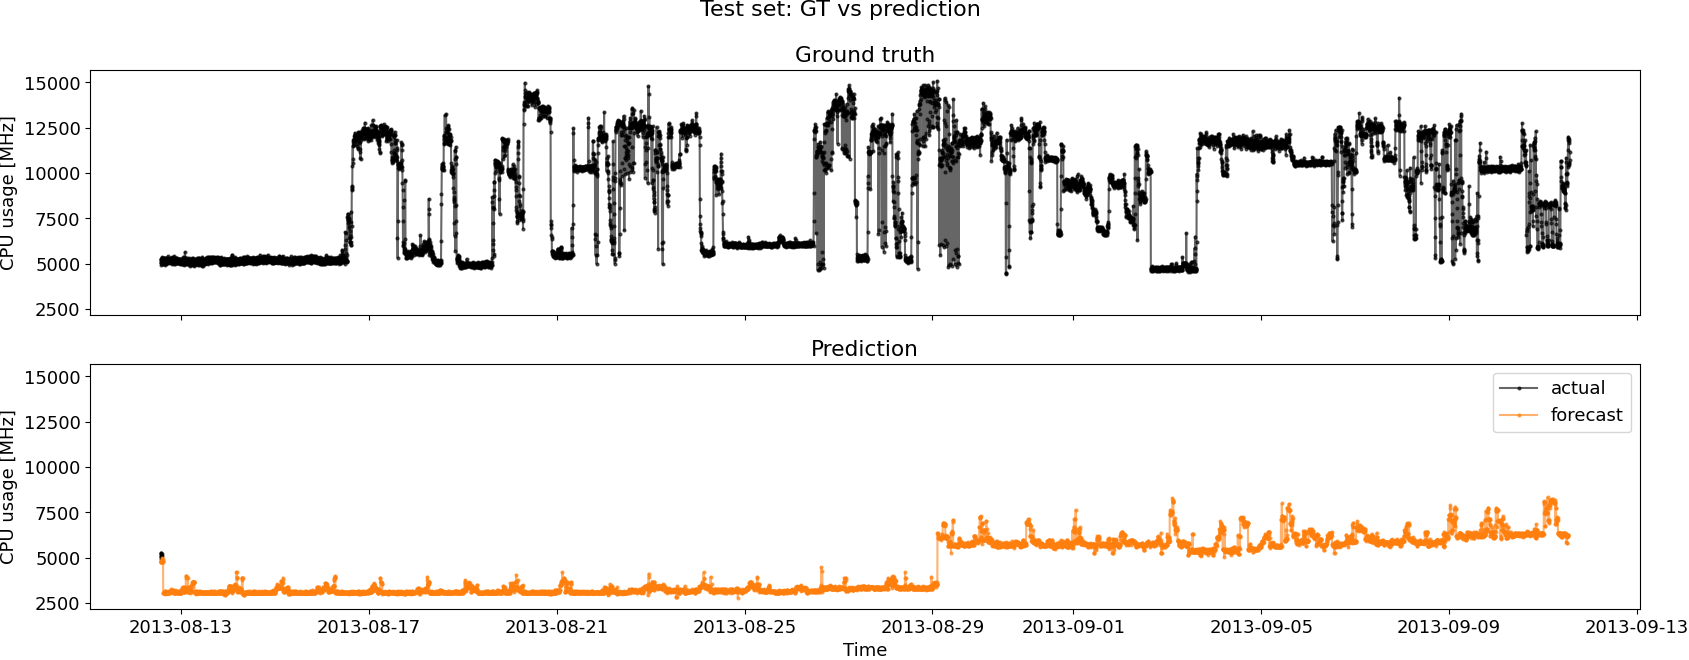 Test set: GT vs prediction
Ground truth
CPU usage [MHz]
15000
12500
10000
7500
5000
2500
Prediction
CPU usage [MHz]
15000
12500
10000
7500
5000
2500
actual
forecast
2013-08-13 2013-08-17 2013-08-21 2013-08-25 2013-08-29 2013-09-01 2013-09-05 2013-09-09 2013-09-13
Time